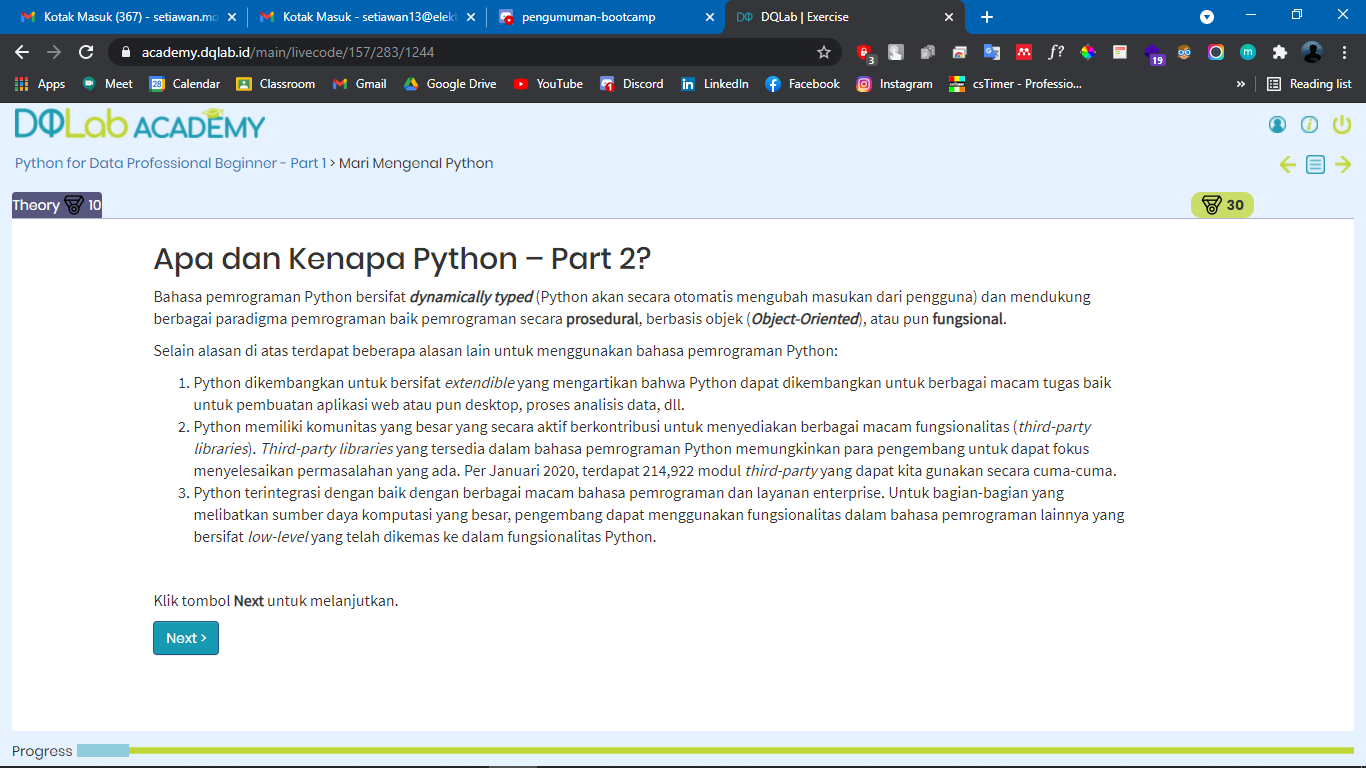 Kotak Masuk (367) - setiawan.mo
Kotak Masuk - setiawan13@elekt
pengumuman-bootcamp
DQLab | Exercise
academy.dqlab.id/main/livecode/157/283/1244
3
f?
19
Apps
Meet
28
Calendar
Classroom
Gmail
Google Drive
YouTube
Discord
LinkedIn
Facebook
Instagram
csTimer - Professio...
»
Reading list
DQLab ACADEMY
Python for Data Professional Beginner - Part 1 > Mari Mengenal Python
Theory 10
30
Apa dan Kenapa Python – Part 2?
Bahasa pemrograman Python bersifat dynamically typed (Python akan secara otomatis mengubah masukan dari pengguna) dan mendukung
berbagai paradigma pemrograman baik pemrograman secara prosedural, berbasis objek (Object-Oriented), atau pun fungsional.
Selain alasan di atas terdapat beberapa alasan lain untuk menggunakan bahasa pemrograman Python:
1. Python dikembangkan untuk bersifat extendible yang mengartikan bahwa Python dapat dikembangkan untuk berbagai macam tugas baik
untuk pembuatan aplikasi web atau pun desktop, proses analisis data, dll.
2. Python memiliki komunitas yang besar yang secara aktif berkontribusi untuk menyediakan berbagai macam fungsionalitas (third-party
libraries). Third-party libraries yang tersedia dalam bahasa pemrograman Python memungkinkan para pengembang untuk dapat fokus
menyelesaikan permasalahan yang ada. Per Januari 2020, terdapat 214,922 modul third-party yang dapat kita gunakan secara cuma-cuma.
3. Python terintegrasi dengan baik dengan berbagai macam bahasa pemrograman dan layanan enterprise. Untuk bagian-bagian yang
melibatkan sumber daya komputasi yang besar, pengembang dapat menggunakan fungsionalitas dalam bahasa pemrograman lainnya yang
bersifat low-level yang telah dikemas ke dalam fungsionalitas Python.
Klik tombol Next untuk melanjutkan.
Next >
Progress